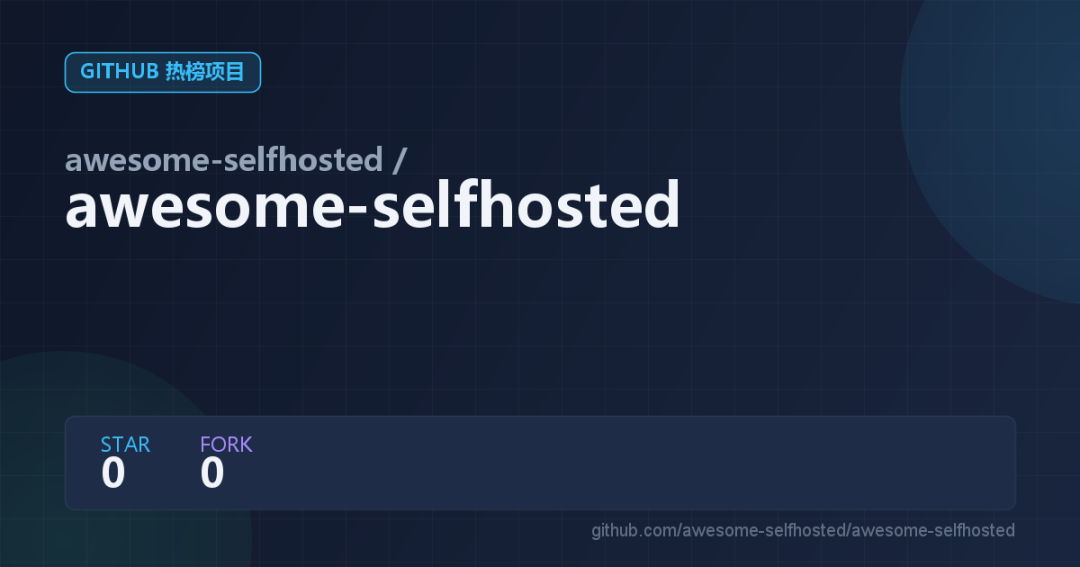 GITHUB 热榜项目
awesome-selfhosted /
awesome-selfhosted
STAR FORK
0 0
github.com/awesome-selfhosted/awesome-selfhosted